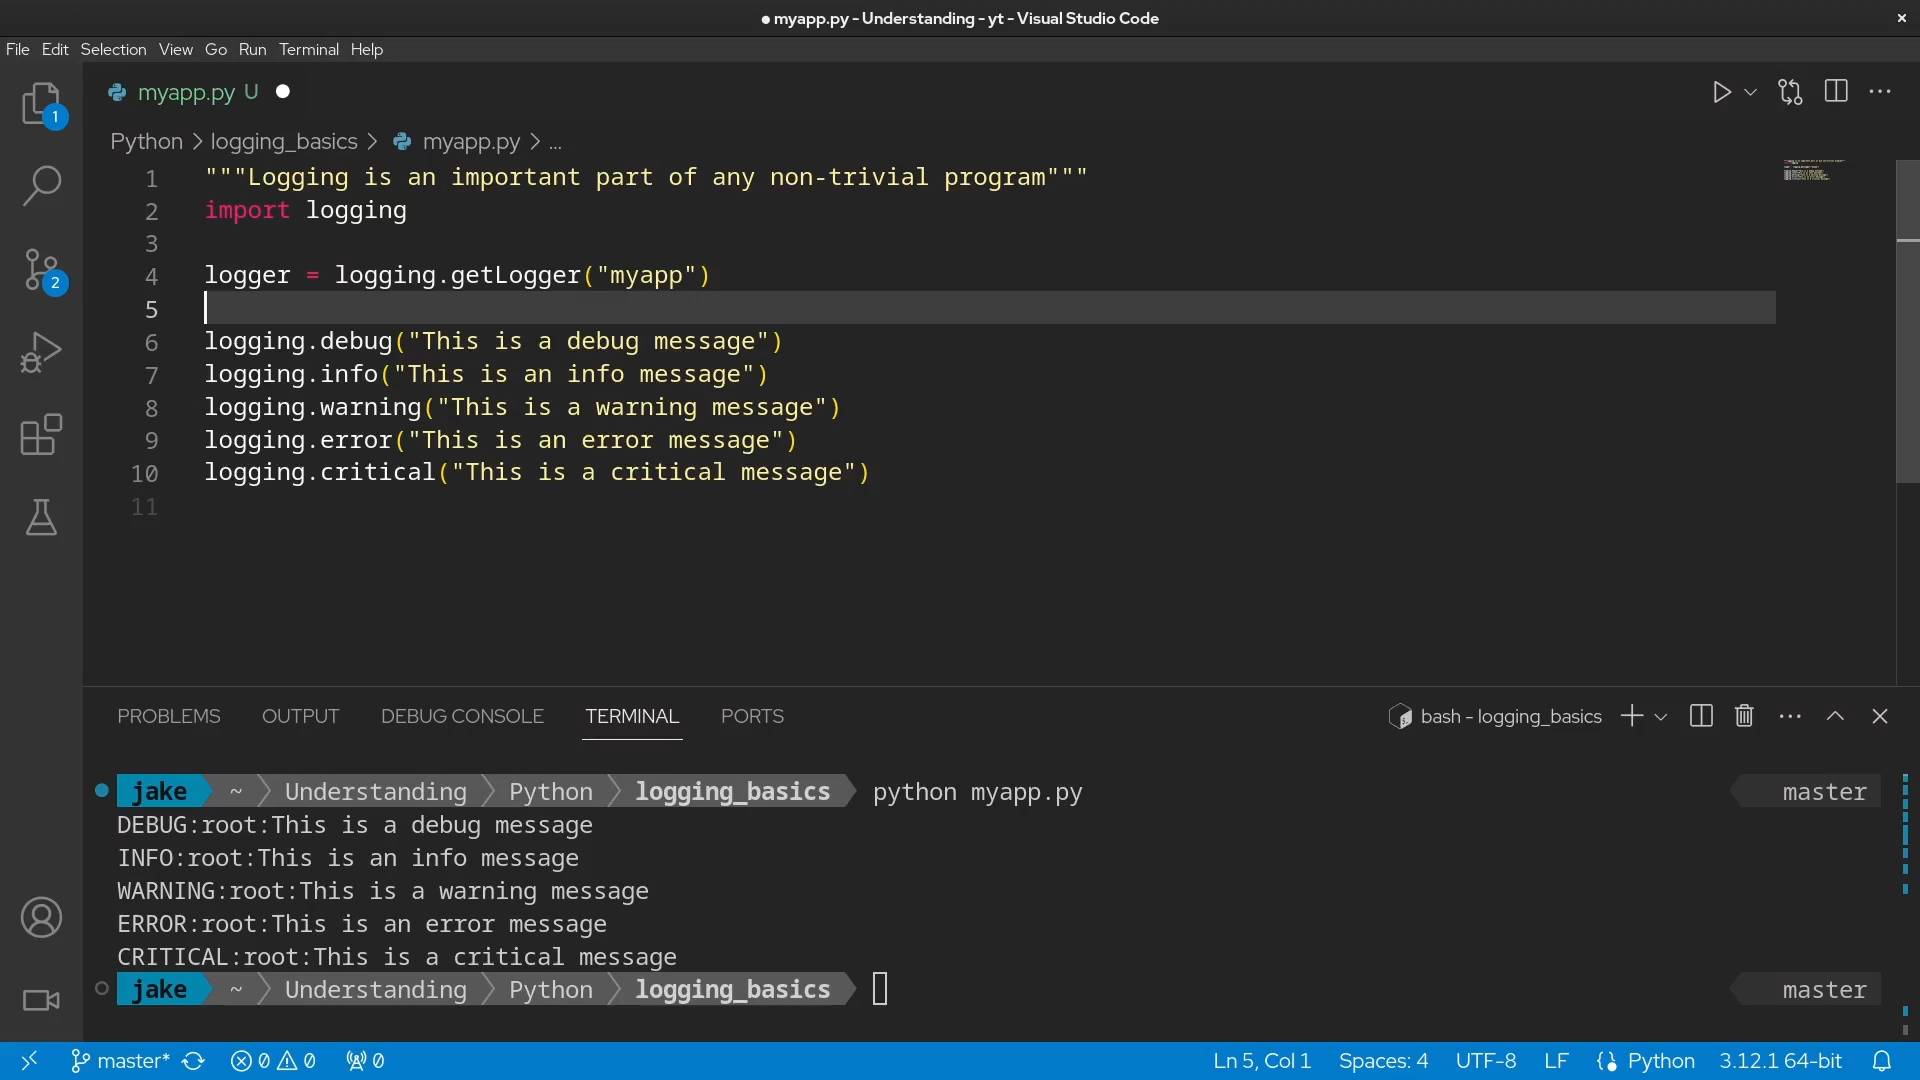 ● myapp.py - Understanding - yt - Visual Studio Code
File Edit Selection View Go Run Terminal Help
myapp.py U
Python > logging_basics > myapp.py > ...
1 """Logging is an important part of any non-trivial program"""
2 import logging
3
4 logger = logging.getLogger("myapp")
5
6 logging.debug("This is a debug message")
7 logging.info("This is an info message")
8 logging.warning("This is a warning message")
9 logging.error("This is an error message")
10 logging.critical("This is a critical message")
11
1
2
PROBLEMS OUTPUT DEBUG CONSOLE TERMINAL PORTS bash - logging_basics
jake ~ Understanding Python logging_basics python myapp.py master
DEBUG:root:This is a debug message
INFO:root:This is an info message
WARNING:root:This is a warning message
ERROR:root:This is an error message
CRITICAL:root:This is a critical message
jake ~ Understanding Python logging_basics master
master* 0 0 0 Ln 5, Col 1 Spaces: 4 UTF-8 LF Python 3.12.1 64-bit